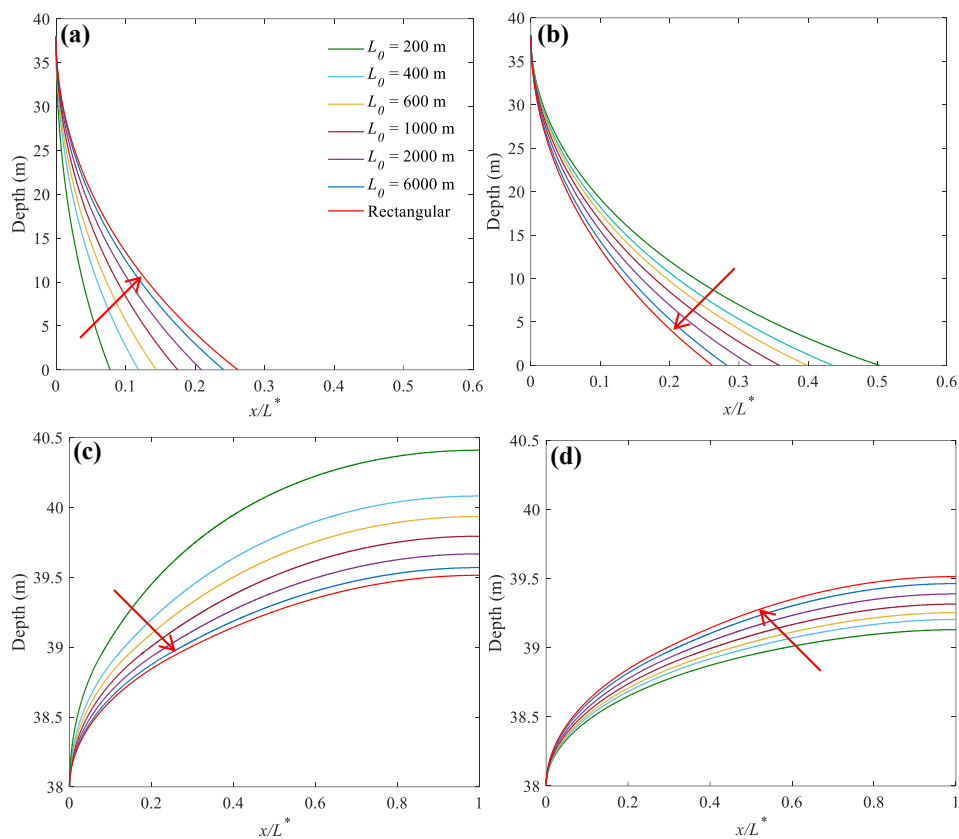 (a)
40
35
30
25
20
15
10
5
0
Depth (m)
0
0.1
0.2
0.3
0.4
0.5
0.6
x/L*
L0 = 200 m
L0 = 400 m
L0 = 600 m
L0 = 1000 m
L0 = 2000 m
L0 = 6000 m
Rectangular
(b)
40
35
30
25
20
15
10
5
0
Depth (m)
0
0.1
0.2
0.3
0.4
0.5
0.6
x/L*
(c)
40.5
40
39.5
39
38.5
38
Depth (m)
0
0.2
0.4
0.6
0.8
1
x/L*
(d)
40.5
40
39.5
39
38.5
38
Depth (m)
0
0.2
0.4
0.6
0.8
1
x/L*